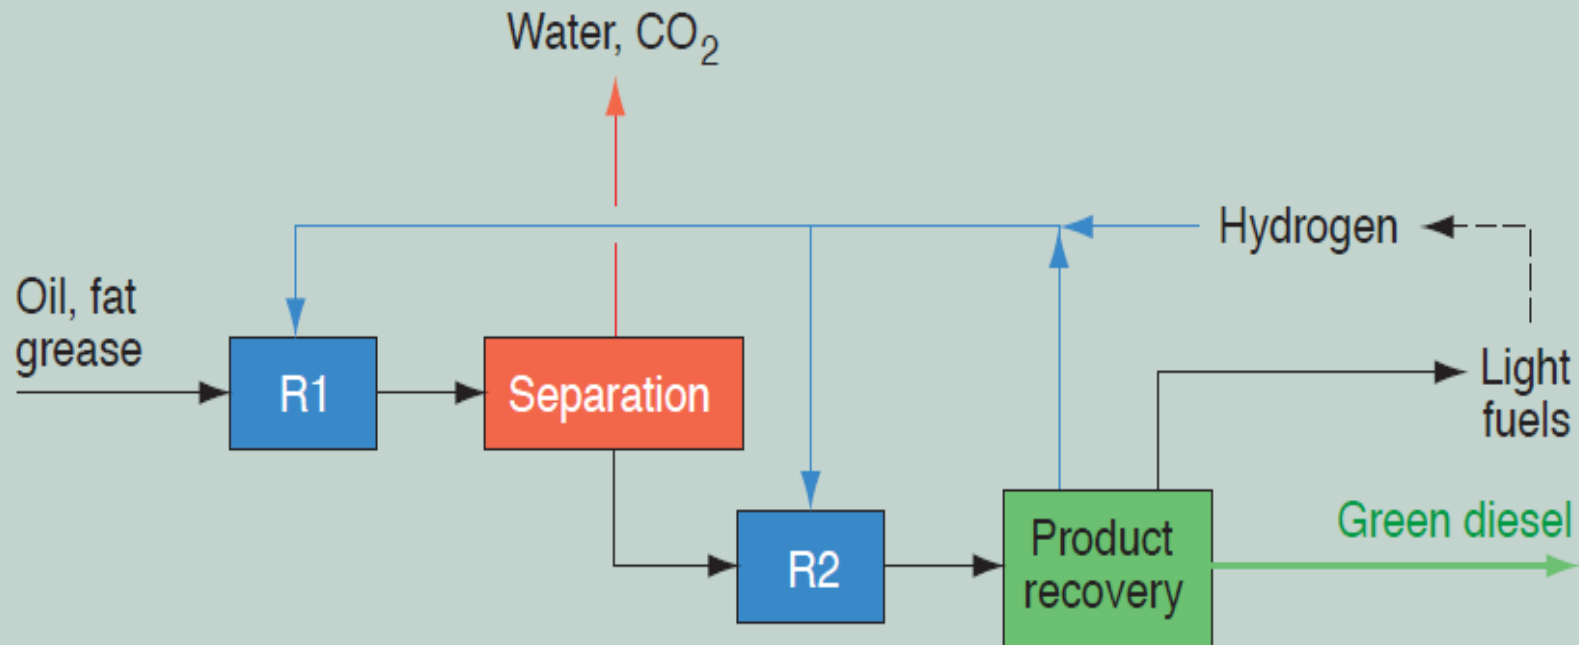 Water, CO₂
Hydrogen
Oil, fat
grease
R1
Separation
Light
fuels
R2
Product
recovery
Green diesel